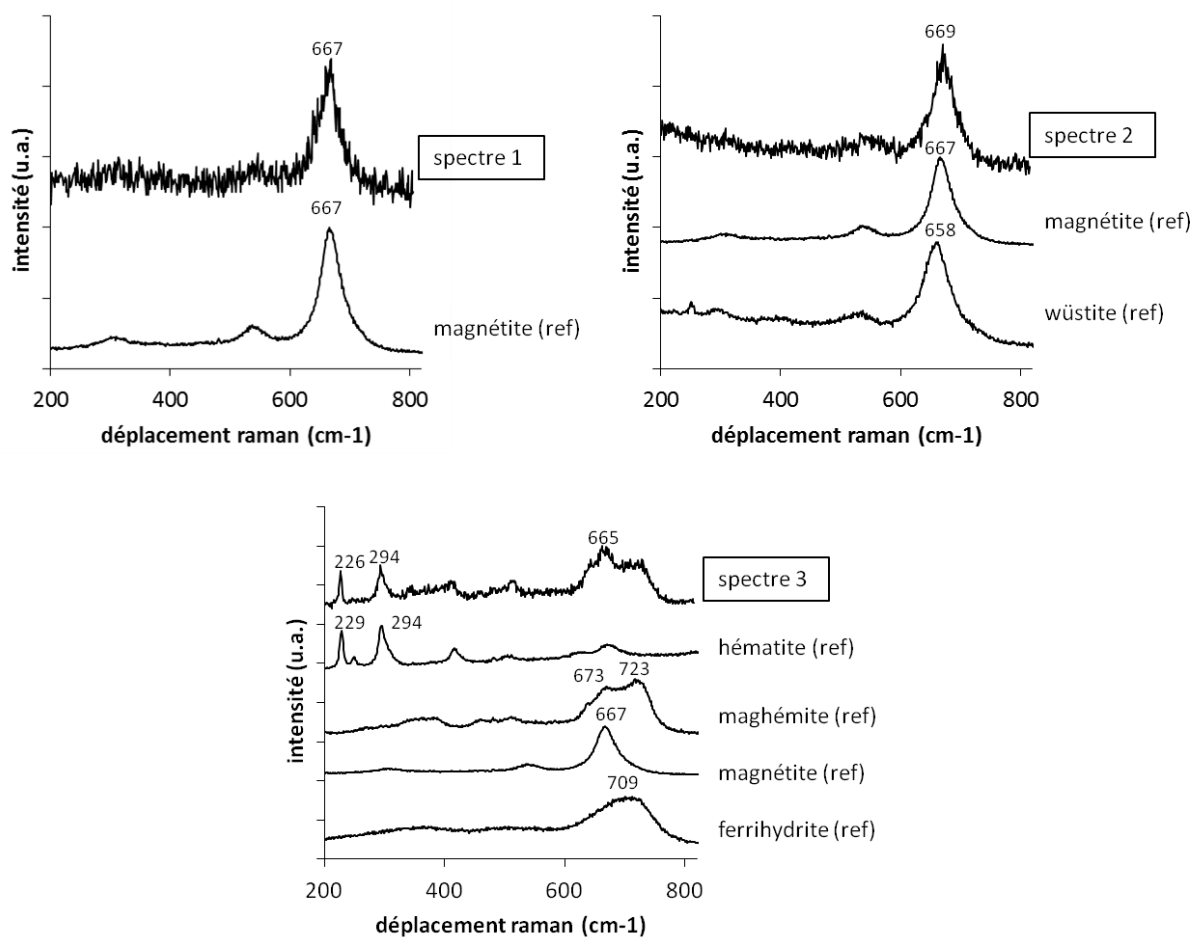 667
spectre 1
667
magnétite (ref)
intensité (u.a.)
200 400 600 800
déplacement raman (cm-1)
669
spectre 2
667
magnétite (ref)
658
wüstite (ref)
intensité (u.a.)
200 400 600 800
déplacement raman (cm-1)
665
226 294
spectre 3
229 294
hématite (ref)
673 723
maghémite (ref)
667
magnétite (ref)
709
ferrihydrite (ref)
intensité (u.a.)
200 400 600 800
déplacement raman (cm-1)